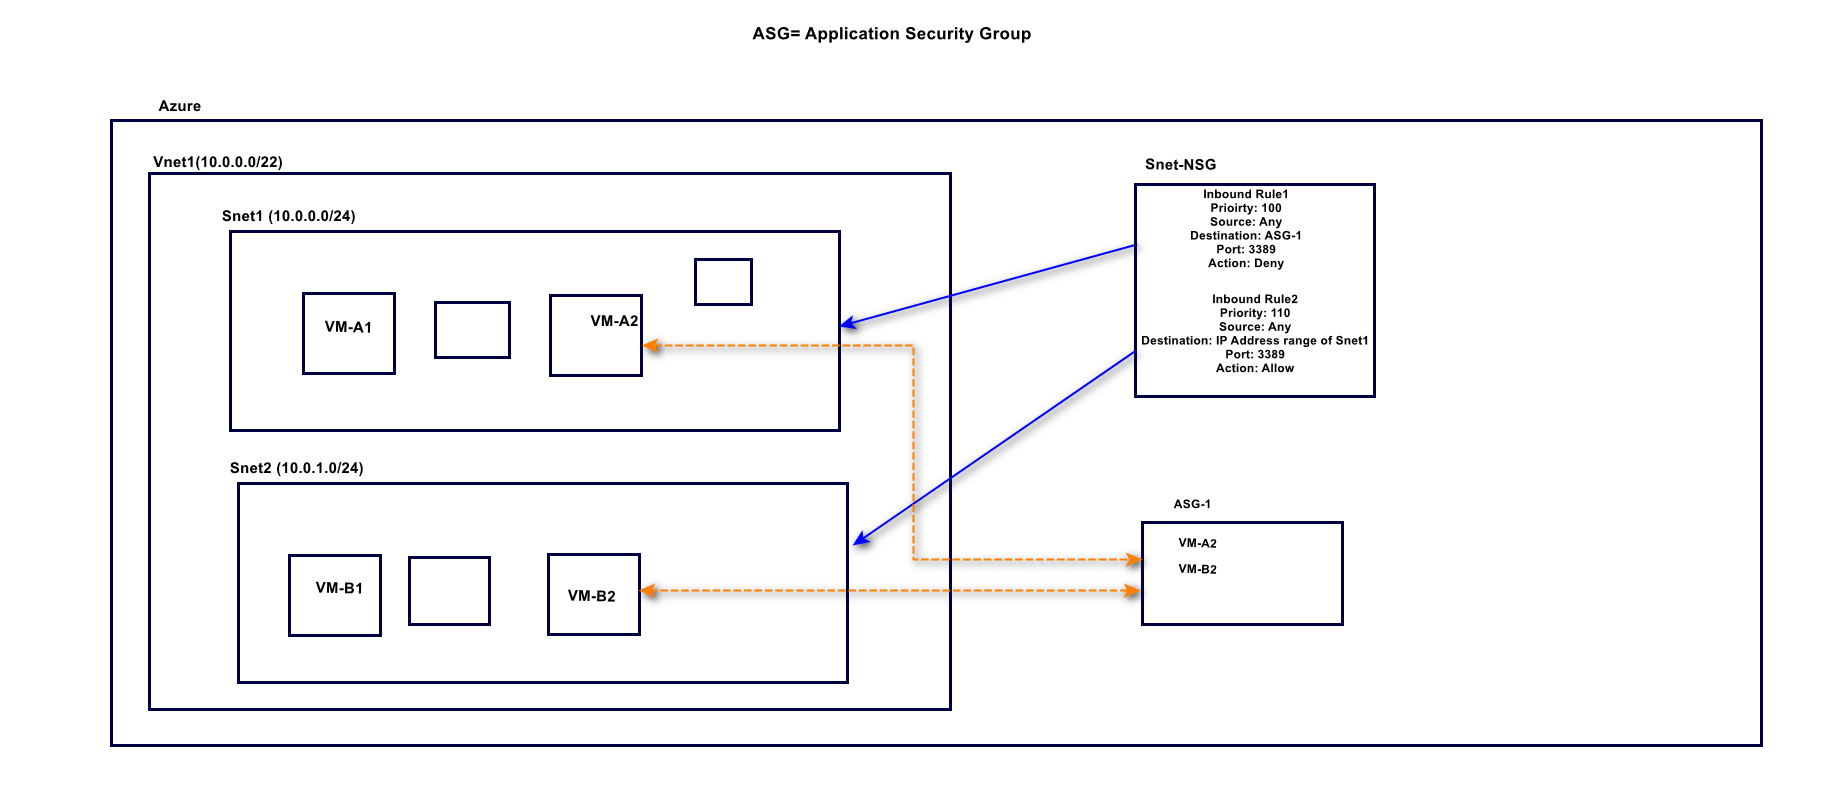 ASG= Application Security Group
Azure
Vnet1(10.0.0.0/22)
Snet1 (10.0.0.0/24)
VM-A1
VM-A2
Snet2 (10.0.1.0/24)
VM-B1
VM-B2
Snet-NSG
Inbound Rule1
Prioirty: 100
Source: Any
Destination: ASG-1
Port: 3389
Action: Deny
Inbound Rule2
Priority: 110
Source: Any
Destination: IP Address range of Snet1
Port: 3389
Action: Allow
ASG-1
VM-A2
VM-B2